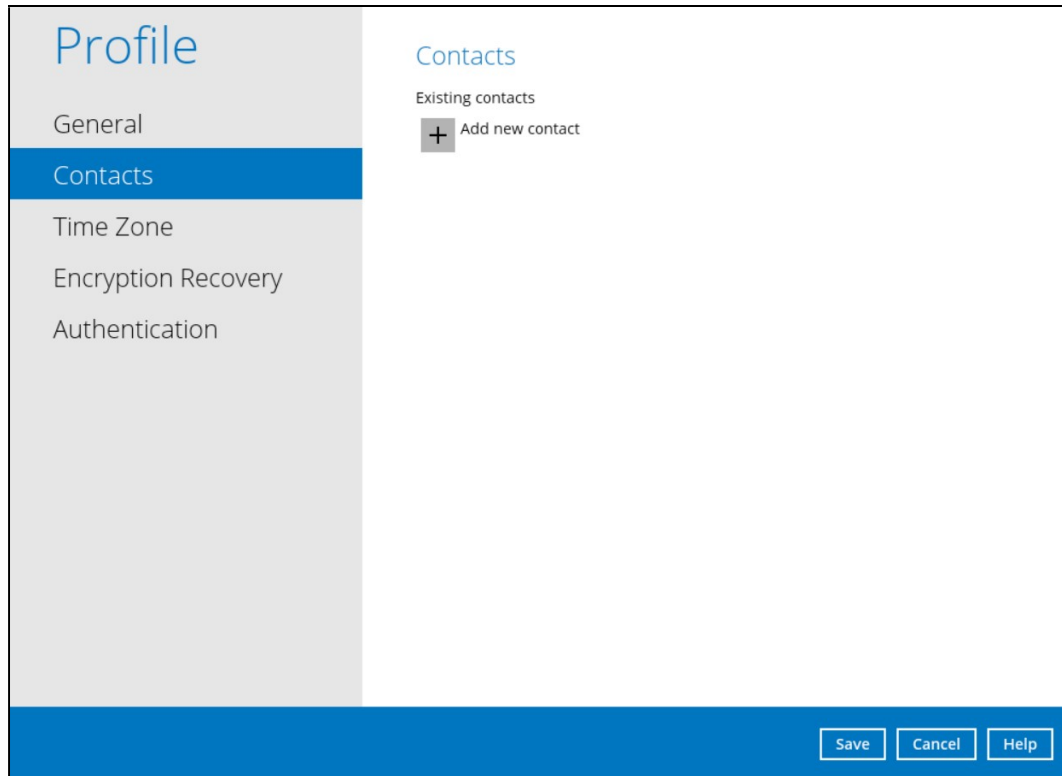 Profile
General
Contacts
Time Zone
Encryption Recovery
Authentication
Contacts
Existing contacts
+ Add new contact
Save Cancel Help